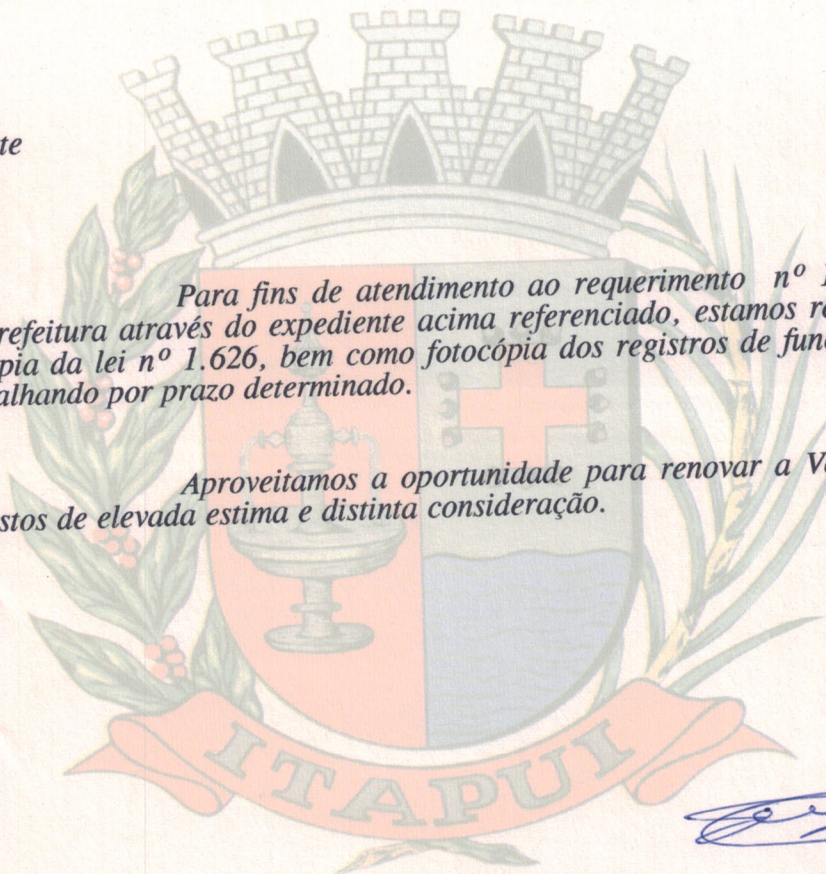 te
Para fins de atendimento ao requerimento nº
refeitura através do expediente acima referenciado, estamos re
pia da lei nº 1.626, bem como fotocópia dos registros de fun
alhando por prazo determinado.
Aproveitamos a oportunidade para renovar a V
stos de elevada estima e distinta consideração.
ITAPUI